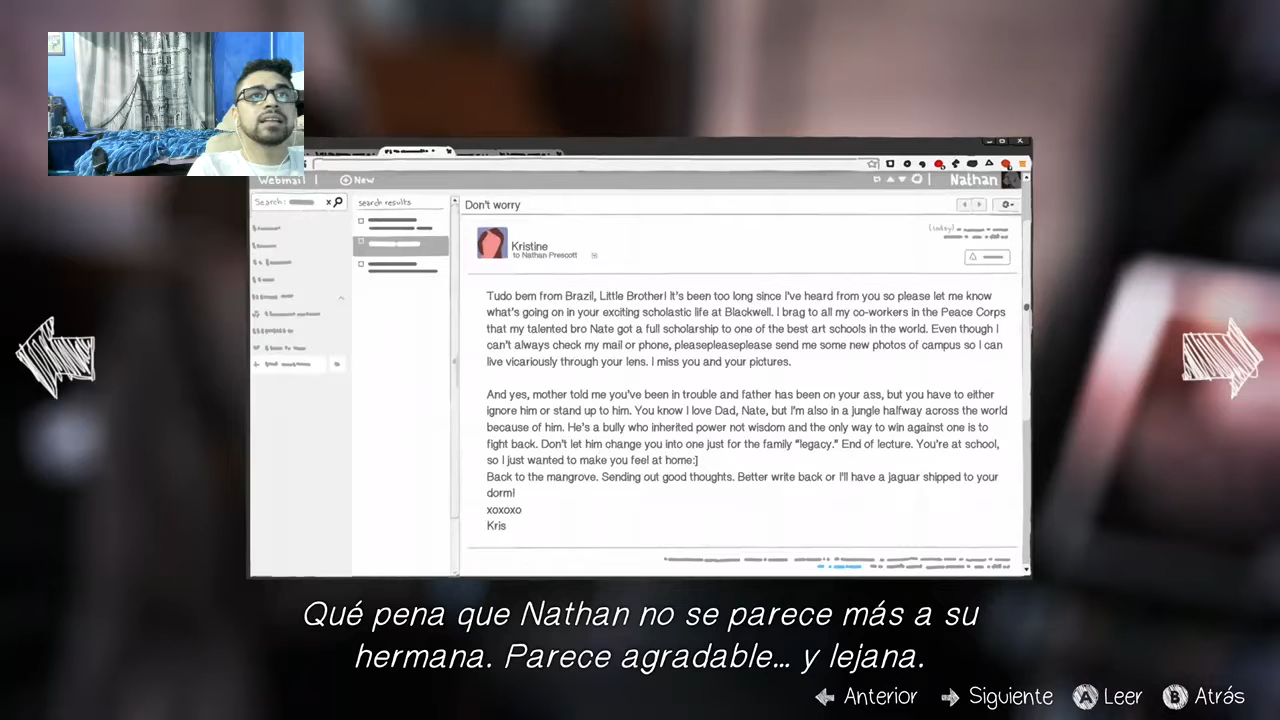 Webmail |
New
Nathan
Search:
x
search results
Don't worry
Kristine
to Nathan Prescott
(today)
Tudo bem from Brazil, Little Brother! It's been too long since I've heard from you so please let me know
what's going on in your exciting scholastic life at Blackwell. I brag to all my co-workers in the Peace Corps
that my talented bro Nate got a full scholarship to one of the best art schools in the world. Even though I
can't always check my mail or phone, pleasepleaseplease send me some new photos of campus so I can
live vicariously through your lens. I miss you and your pictures.
And yes, mother told me you've been in trouble and father has been on your ass, but you have to either
ignore him or stand up to him. You know I love Dad, Nate, but I'm also in a jungle halfway across the world
because of him. He's a bully who inherited power not wisdom and the only way to win against one is to
fight back. Don't let him change you into one just for the family "legacy." End of lecture. You're at school,
so I just wanted to make you feel at home:]
Back to the mangrove. Sending out good thoughts. Better write back or I'll have a jaguar shipped to your
dorm!
xoxoxo
Kris
Qué pena que Nathan no se parece más a su
hermana. Parece agradable... y lejana.
Anterior Siguiente A Leer B Atrás